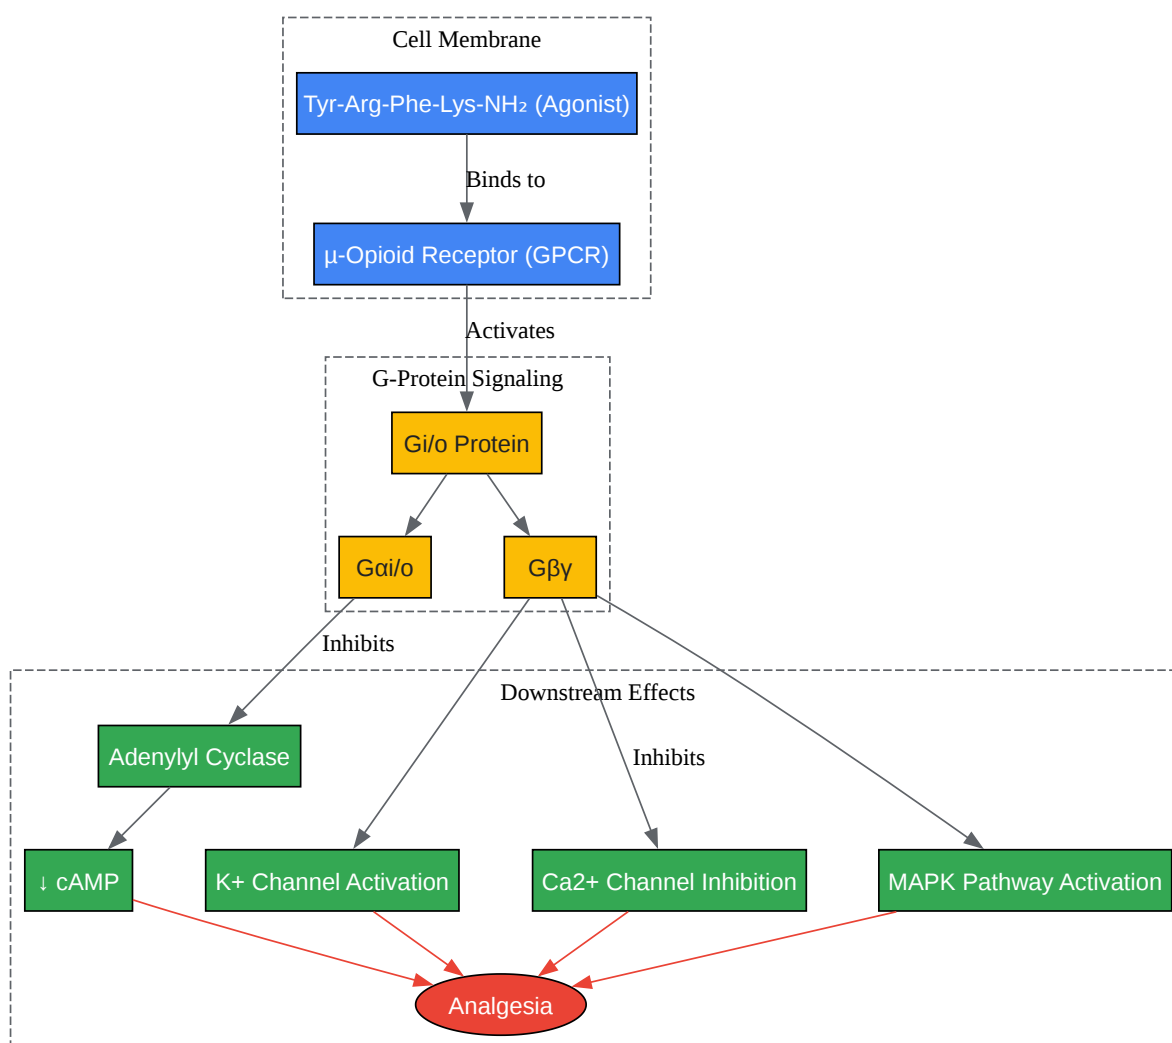 Cell Membrane
Tyr-Arg-Phe-Lys-NH₂ (Agonist)
Binds to
µ-Opioid Receptor (GPCR)
Activates
G-Protein Signaling
Gi/o Protein
Gαi/o
Gβγ
Inhibits
Downstream Effects
Adenylyl Cyclase
Inhibits
↓ cAMP
K+ Channel Activation
Ca2+ Channel Inhibition
MAPK Pathway Activation
Analgesia